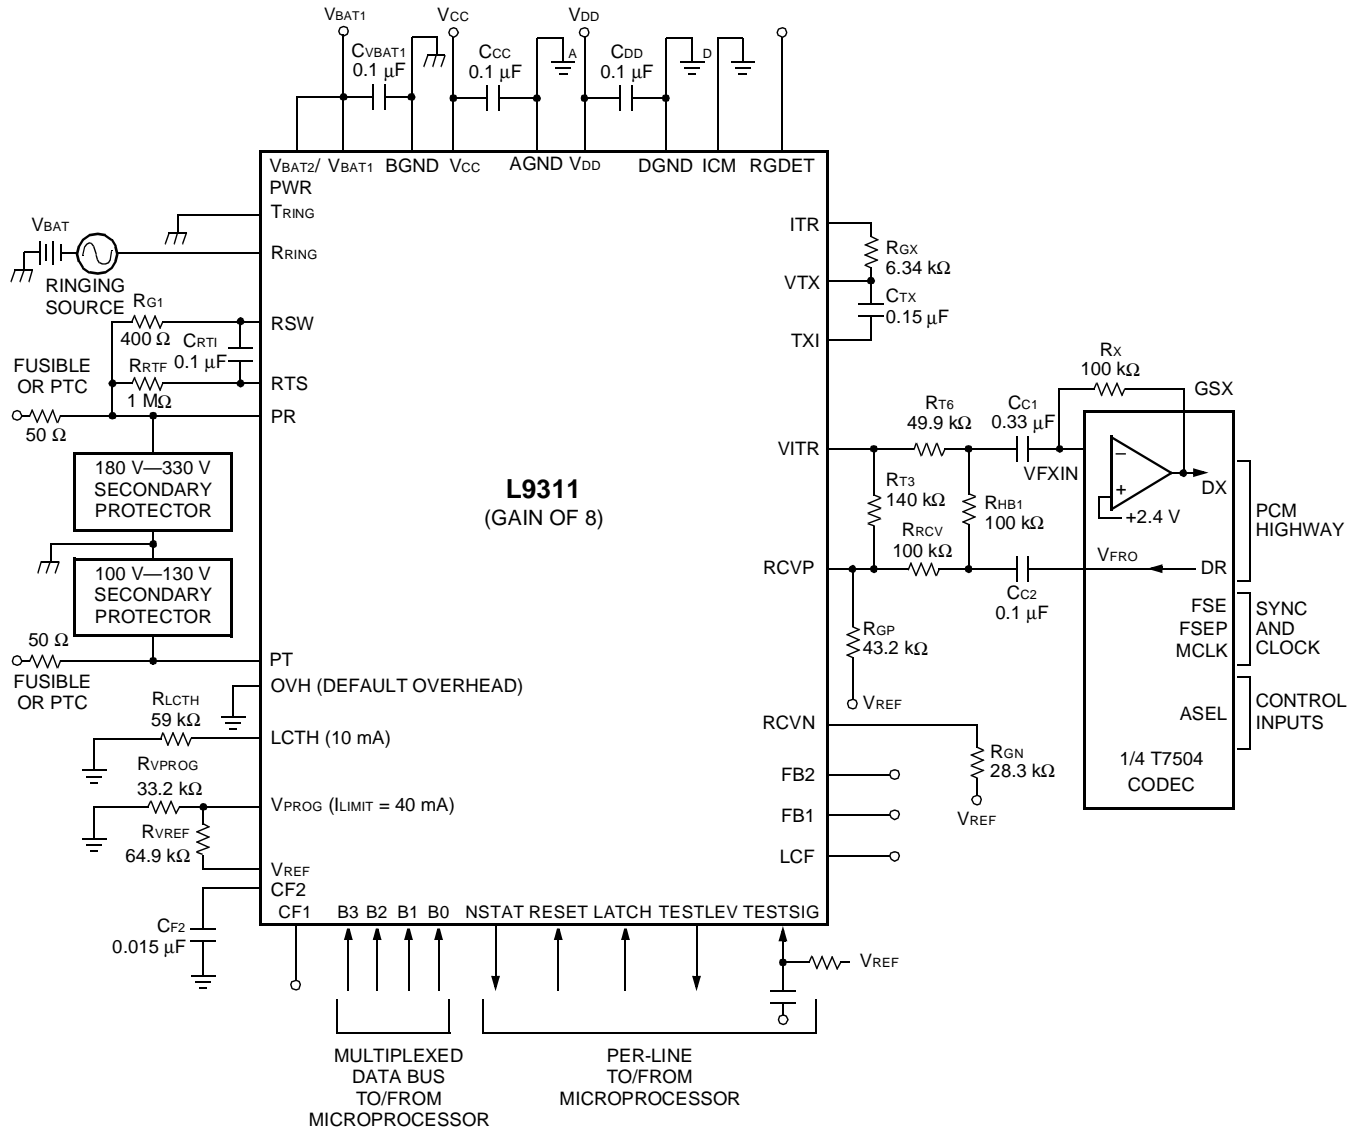 VBAT1
VCC
VDD
CVBAT1
0.1 μF
CCC
0.1 μF
A
CDD
0.1 μF
D
VBAT2/
PWR
VBAT1
BGND
VCC
AGND
VDD
DGND
ICM
RGDET
TRING
VBAT
RRING
RINGING
SOURCE
RG1
400 Ω
RSW
CRTI
0.1 μF
RRTF
1 MΩ
RTS
FUSIBLE
OR PTC
50 Ω
PR
180 V—330 V
SECONDARY
PROTECTOR
100 V—130 V
SECONDARY
PROTECTOR
50 Ω
PT
FUSIBLE
OR PTC
OVH (DEFAULT OVERHEAD)
RLCTH
59 kΩ
LCTH (10 mA)
RVPROG
33.2 kΩ
VPROG (ILIMIT = 40 mA)
RVREF
64.9 kΩ
VREF
CF2
CF2
0.015 μF
CF1
B3
B2
B1
B0
NSTAT
RESET
LATCH
TESTLEV
TESTSIG
VREF
MULTIPLEXED
DATA BUS
TO/FROM
MICROPROCESSOR
PER-LINE
TO/FROM
MICROPROCESSOR
L9311
(GAIN OF 8)
ITR
RGX
6.34 kΩ
VTX
CTX
0.15 μF
TXI
RX
100 kΩ
GSX
RT6
49.9 kΩ
CC1
0.33 μF
VITR
VFXIN
−
+
+2.4 V
DX
PCM
HIGHWAY
RT3
140 kΩ
RHB1
100 kΩ
RRCV
100 kΩ
RCVP
CC2
0.1 μF
VFRO
DR
FSE
FSEP
MCLK
SYNC
AND
CLOCK
RGP
43.2 kΩ
VREF
ASEL
CONTROL
INPUTS
RCVN
RGN
28.3 kΩ
VREF
1/4 T7504
CODEC
FB2
FB1
LCF